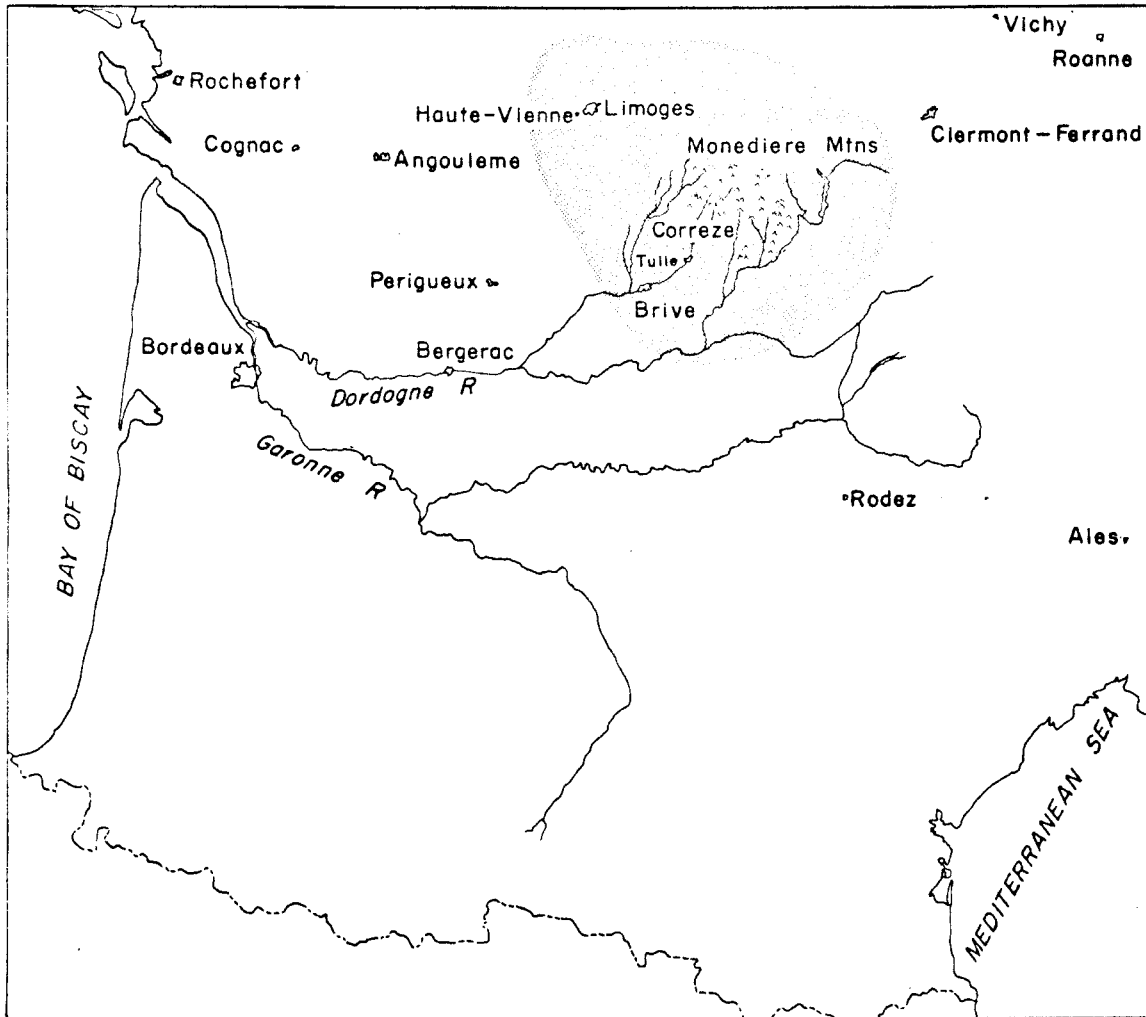 Vichy
Roanne
Rochefort
Haute-Vienne
Limoges
Clermont-Ferrand
Cognac
Angouleme
Monediere Mtns
Correze
Tulle
Perigueux
Brive
Bordeaux
Bergerac
Dordogne R
Garonne R
BAY OF BISCAY
Rodez
Ales
MEDITERRANEAN SEA